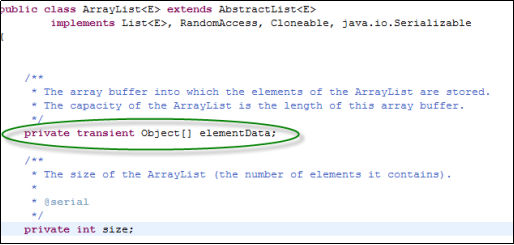 public class ArrayList<E> extends AbstractList<E>
implements List<E>, RandomAccess, Cloneable, java.io.Serializable
{
/**
* The array buffer into which the elements of the ArrayList are stored.
* The capacity of the ArrayList is the length of this array buffer.
*/
private transient Object[] elementData;
/**
* The size of the ArrayList (the number of elements it contains).
*
* @serial
*/
private int size;